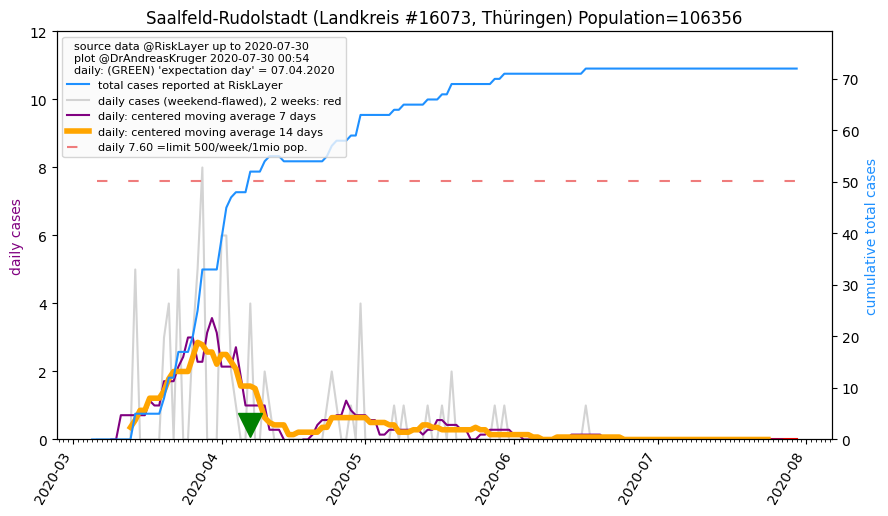 Saalfeld-Rudolstadt (Landkreis #16073, Thüringen) Population=106356
source data @RiskLayer up to 2020-07-30
plot @DrAndreasKruger 2020-07-30 00:54
daily: (GREEN) 'expectation day' = 07.04.2020
total cases reported at RiskLayer
daily cases (weekend-flawed), 2 weeks: red
daily: centered moving average 7 days
daily: centered moving average 14 days
daily 7.60 =limit 500/week/1mio pop.
daily cases
12
10
8
6
4
2
0
cumulative total cases
70
60
50
40
30
20
10
0
2020-03
2020-04
2020-05
2020-06
2020-07
2020-08